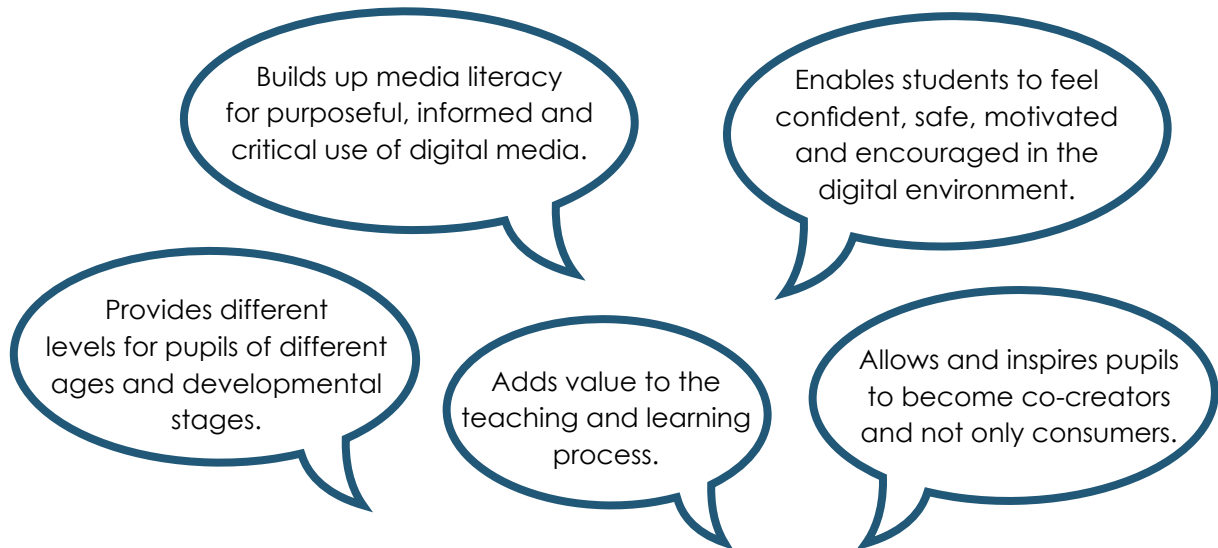 Builds up media literacy
for purposeful, informed and
critical use of digital media.
Enables students to feel
confident, safe, motivated
and encouraged in the
digital environment.
Provides different
levels for pupils of different
ages and developmental
stages.
Adds value to the
teaching and learning
process.
Allows and inspires pupils
to become co-creators
and not only consumers.